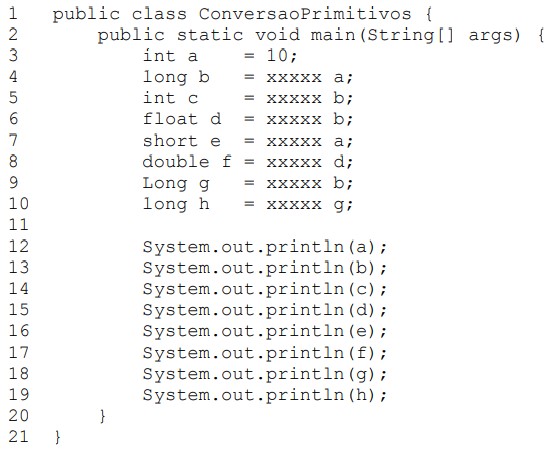 1 public class ConversaoPrimitivos {
2 public static void main(String[] args) {
3 int a = 10;
4 long b = xxxxx a;
5 int c = xxxxx b;
6 float d = xxxxx b;
7 short e = xxxxx a;
8 double f = xxxxx d;
9 Long g = xxxxx b;
10 long h = xxxxx g;
11
12 System.out.println(a);
13 System.out.println(b);
14 System.out.println(c);
15 System.out.println(d);
16 System.out.println(e);
17 System.out.println(f);
18 System.out.println(g);
19 System.out.println(h);
20 }
21 }